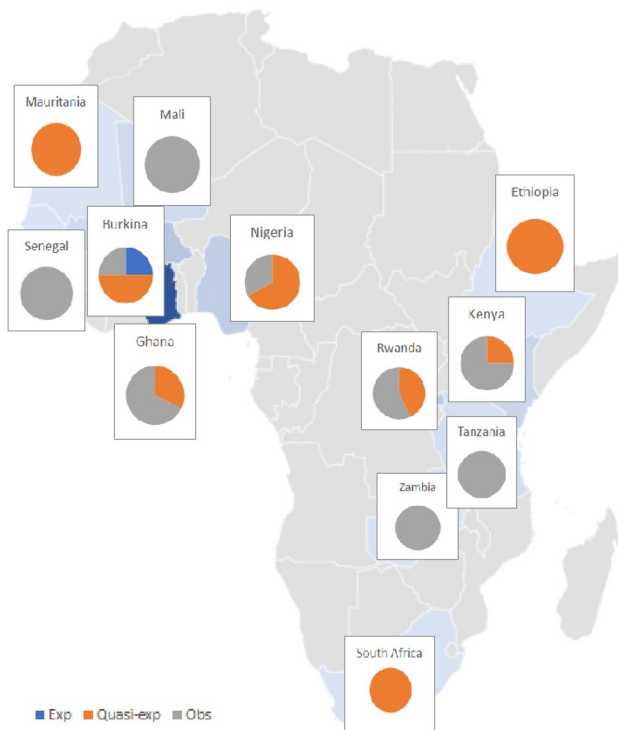 Mauritania
Mali
Ethiopia
Burkina
Nigeria
Senegal
Kenya
Ghana
Rwanda
Tanzania
Zambia
South Africa
Exp Quasi-exp Obs